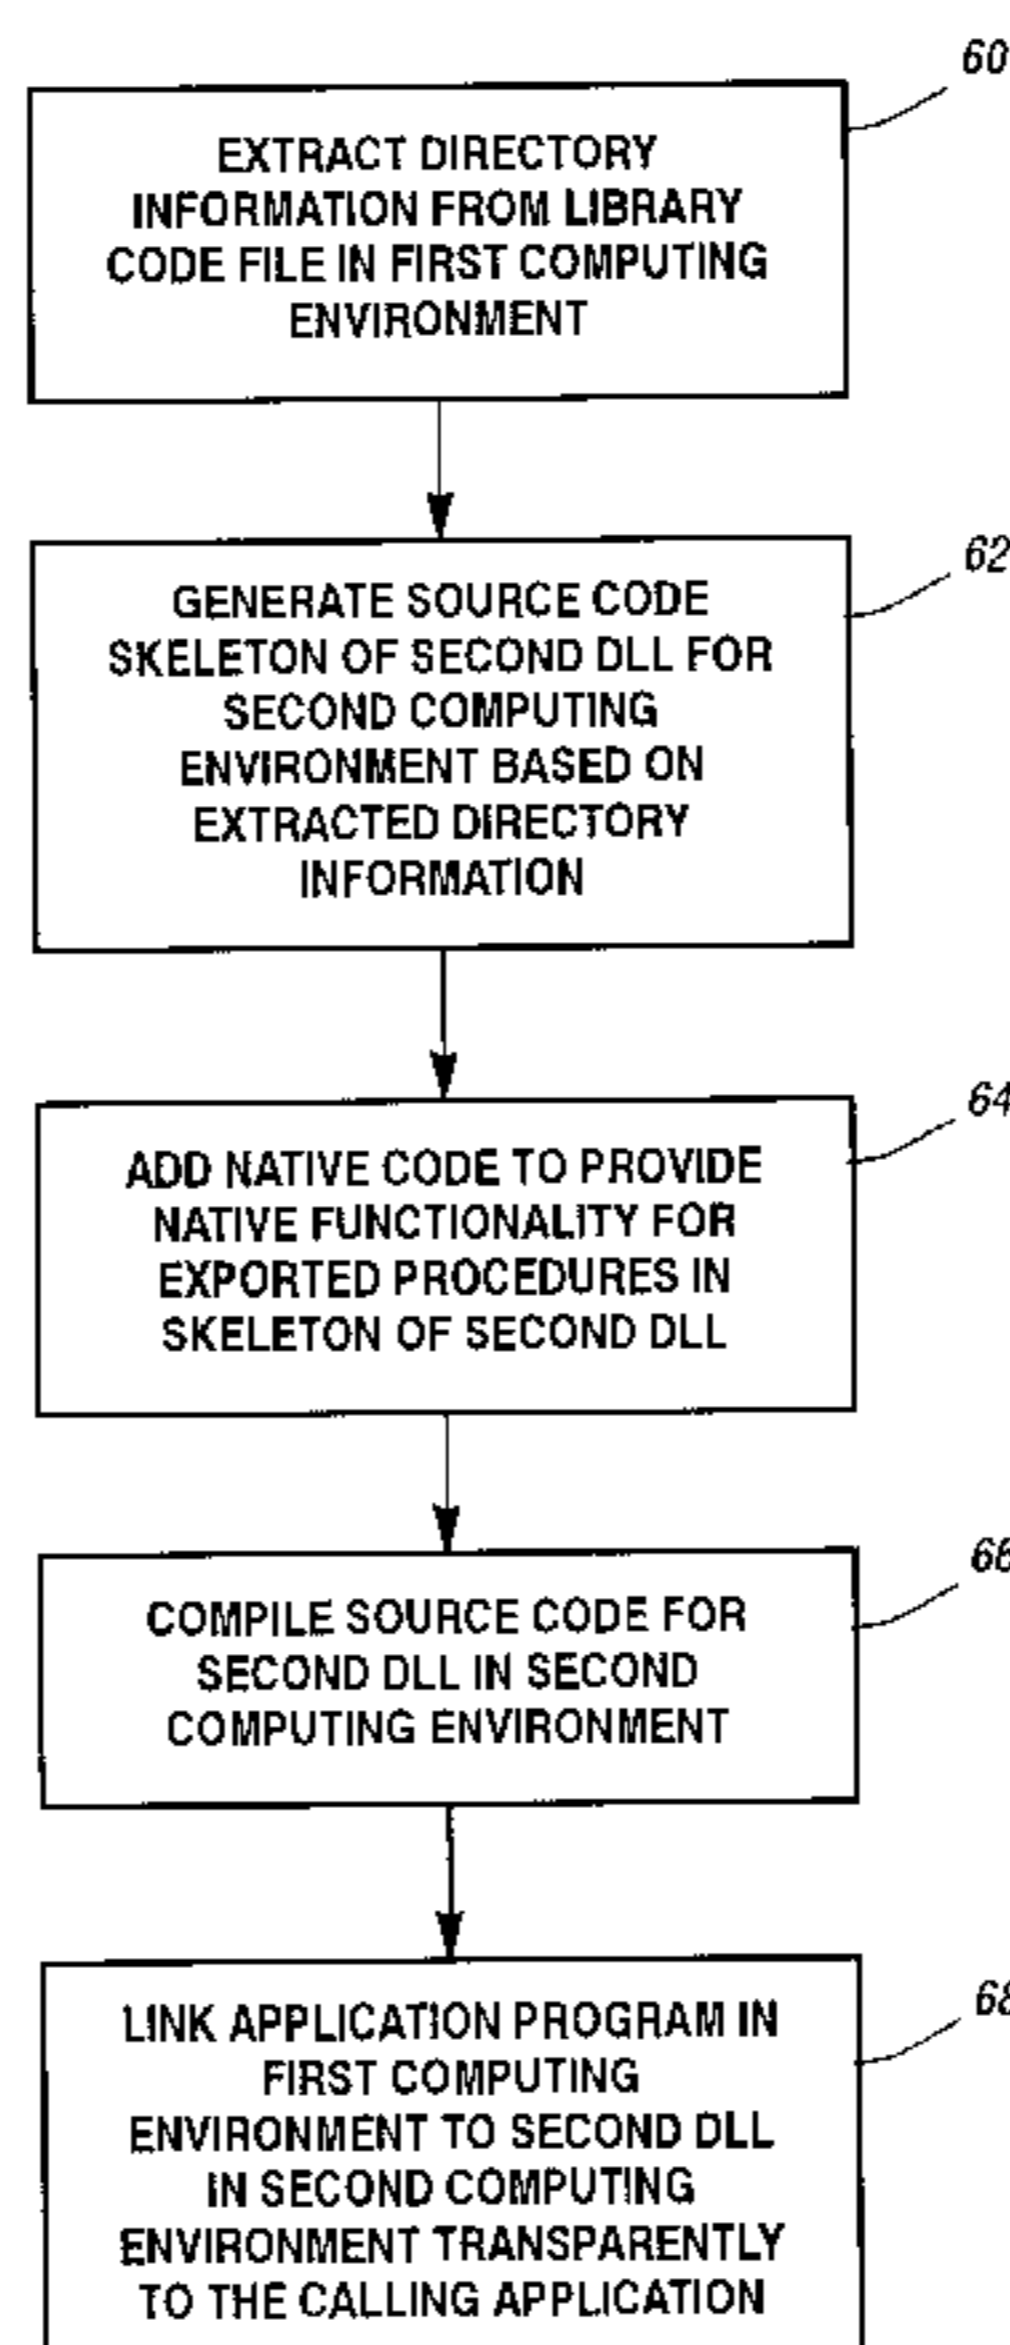 60
EXTRACT DIRECTORY
INFORMATION FROM LIBRARY
CODE FILE IN FIRST COMPUTING
ENVIRONMENT
62
GENERATE SOURCE CODE
SKELETON OF SECOND DLL FOR
SECOND COMPUTING
ENVIRONMENT BASED ON
EXTRACTED DIRECTORY
INFORMATION
64
ADD NATIVE CODE TO PROVIDE
NATIVE FUNCTIONALITY FOR
EXPORTED PROCEDURES IN
SKELETON OF SECOND DLL
66
COMPILE SOURCE CODE FOR
SECOND DLL IN SECOND
COMPUTING ENVIRONMENT
68
LINK APPLICATION PROGRAM IN
FIRST COMPUTING
ENVIRONMENT TO SECOND DLL
IN SECOND COMPUTING
ENVIRONMENT TRANSPARENTLY
TO THE CALLING APPLICATION